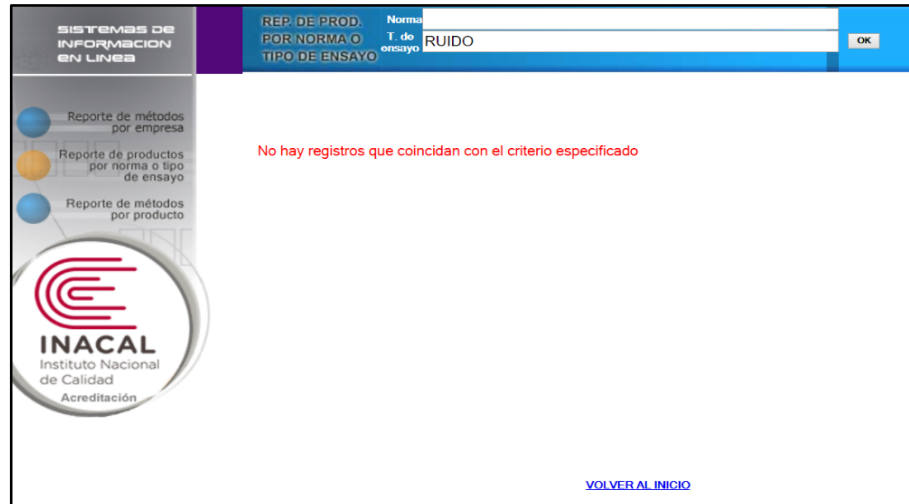 SISTEMAS DE
INFORMACION
EN LINEA
REP. DE PROD.
POR NORMA O
TIPO DE ENSAYO
Norma
T. de
ensayo
RUIDO
OK
Reporte de métodos
por empresa
Reporte de productos
por norma o tipo
de ensayo
Reporte de métodos
por producto
No hay registros que coincidan con el criterio especificado
INACAL
Instituto Nacional
de Calidad
Acreditación
VOLVER AL INICIO